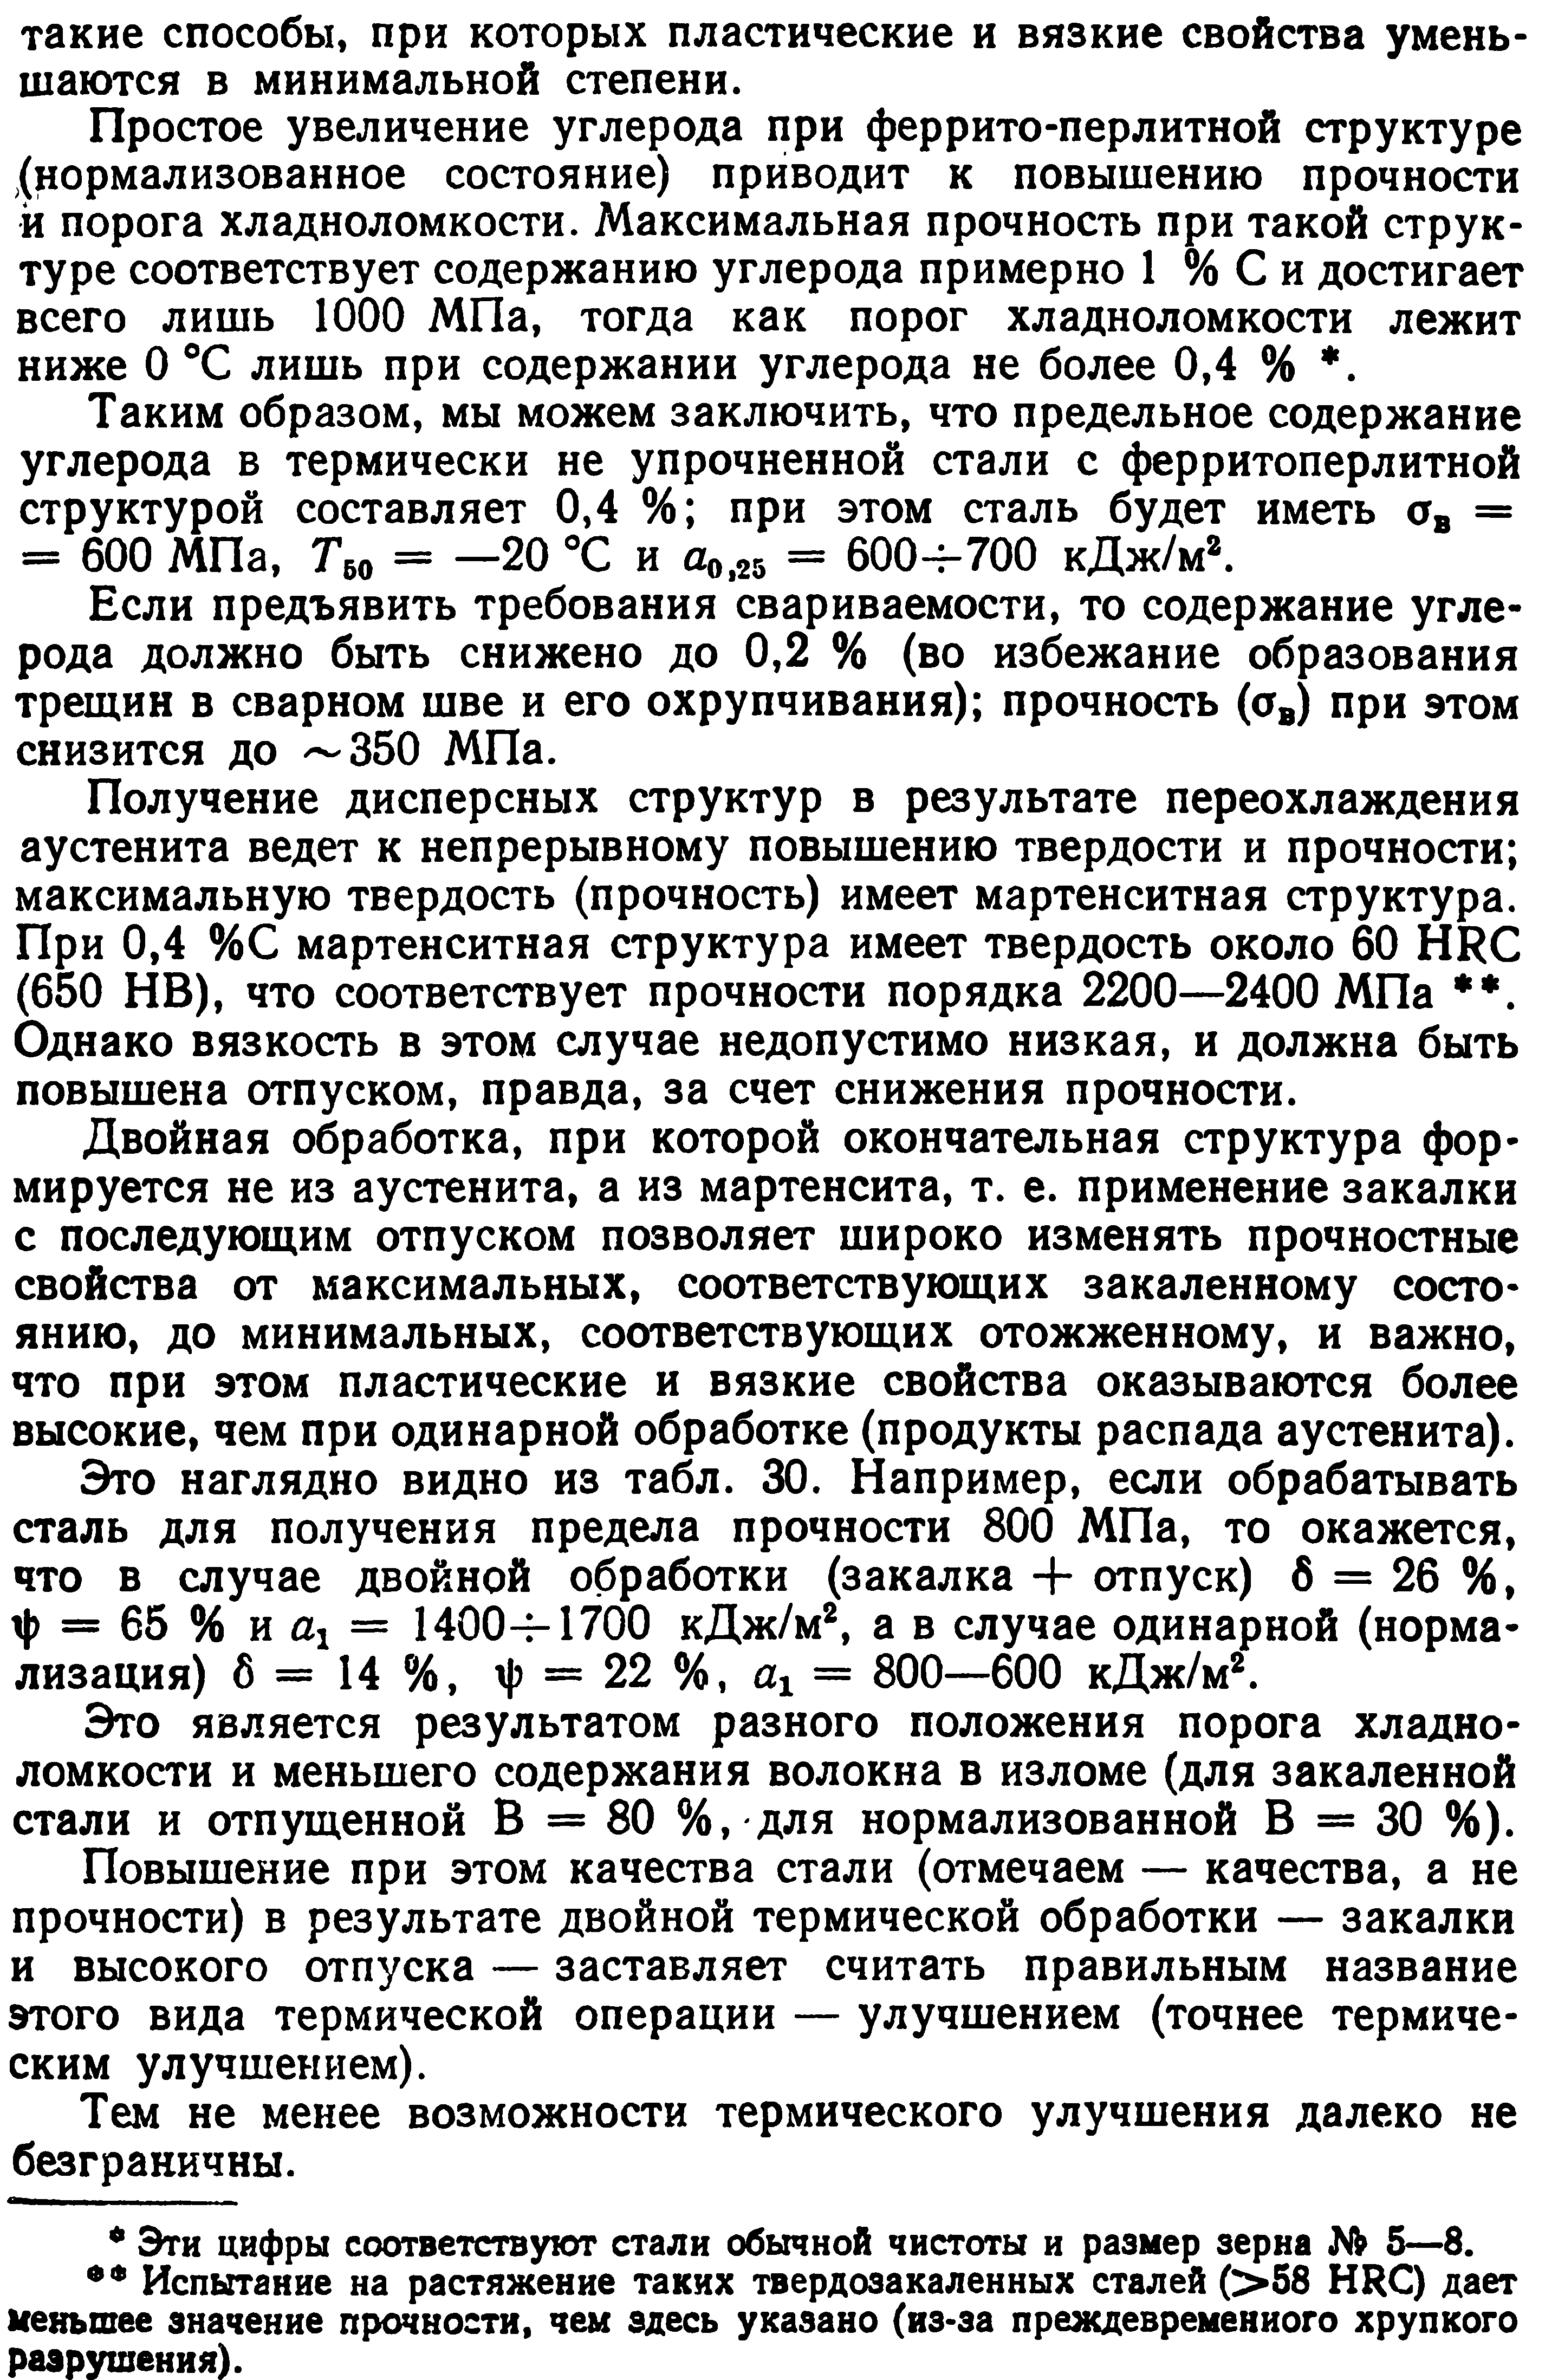 такие способы, при которых пластические и вязкие свойства умень-
шаются в минимальной степени.
Простое увеличение углерода при феррито-перлитной структуре
(нормализованное состояние) приводит к повышению прочности
и порога хладноломкости. Максимальная прочность при такой струк-
туре соответствует содержанию углерода примерно 1 % С и достигает
всего лишь 1000 МПа, тогда как порог хладноломкости лежит
ниже 0 °С лишь при содержании углерода не более 0,4 % *.
Таким образом, мы можем заключить, что предельное содержание
углерода в термически не упрочненной стали с ферритоперлитной
структурой составляет 0,4 %; при этом сталь будет иметь σв =
= 600 МПа, T₅₀ = —20 °С и a₀,₂₅ = 600÷700 кДж/м².
Если предъявить требования свариваемости, то содержание угле-
рода должно быть снижено до 0,2 % (во избежание образования
трещин в сварном шве и его охрупчивания); прочность (σв) при этом
снизится до ~350 МПа.
Получение дисперсных структур в результате переохлаждения
аустенита ведет к непрерывному повышению твердости и прочности;
максимальную твердость (прочность) имеет мартенситная структура.
При 0,4 %С мартенситная структура имеет твердость около 60 HRC
(650 НВ), что соответствует прочности порядка 2200—2400 МПа **.
Однако вязкость в этом случае недопустимо низкая, и должна быть
повышена отпуском, правда, за счет снижения прочности.
Двойная обработка, при которой окончательная структура фор-
мируется не из аустенита, а из мартенсита, т. е. применение закалки
с последующим отпуском позволяет широко изменять прочностные
свойства от максимальных, соответствующих закаленному состо-
янию, до минимальных, соответствующих отожженному, и важно,
что при этом пластические и вязкие свойства оказываются более
высокие, чем при одинарной обработке (продукты распада аустенита).
Это наглядно видно из табл. 30. Например, если обрабатывать
сталь для получения предела прочности 800 МПа, то окажется,
что в случае двойной обработки (закалка + отпуск) δ = 26 %,
ψ = 65 % и a₁ = 1400÷1700 кДж/м², а в случае одинарной (норма-
лизация) δ = 14 %, ψ = 22 %, a₁ = 800—600 кДж/м².
Это является результатом разного положения порога хладно-
ломкости и меньшего содержания волокна в изломе (для закаленной
стали и отпущенной В = 80 %, для нормализованной В = 30 %).
Повышение при этом качества стали (отмечаем — качества, а не
прочности) в результате двойной термической обработки — закалки
и высокого отпуска — заставляет считать правильным название
этого вида термической операции — улучшением (точнее термиче-
ским улучшением).
Тем не менее возможности термического улучшения далеко не
безграничны.
* Эти цифры соответствуют стали обычной чистоты и размер зерна № 5—8.
** Испытание на растяжение таких твердозакаленных сталей (>58 HRC) дает
меньшее значение прочности, чем здесь указано (из-за преждевременного хрупкого
разрушения).